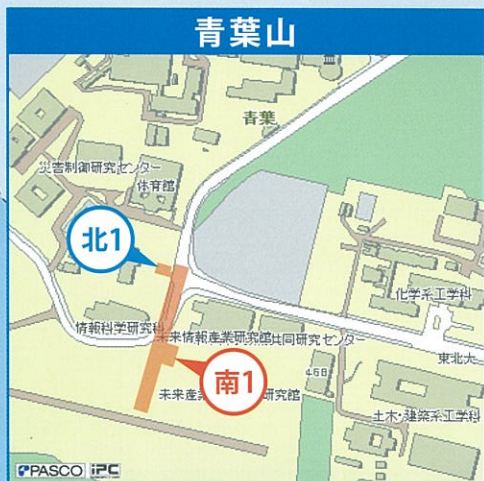 青葉山
青葉
災害制御研究センター
体育館
北1
化学系工学科
情報科学研究科
未来情報産業研究館
共同研究センター
東北大
南1
468
未来産
研究館
土木・建築系工学科
PASCO iPC